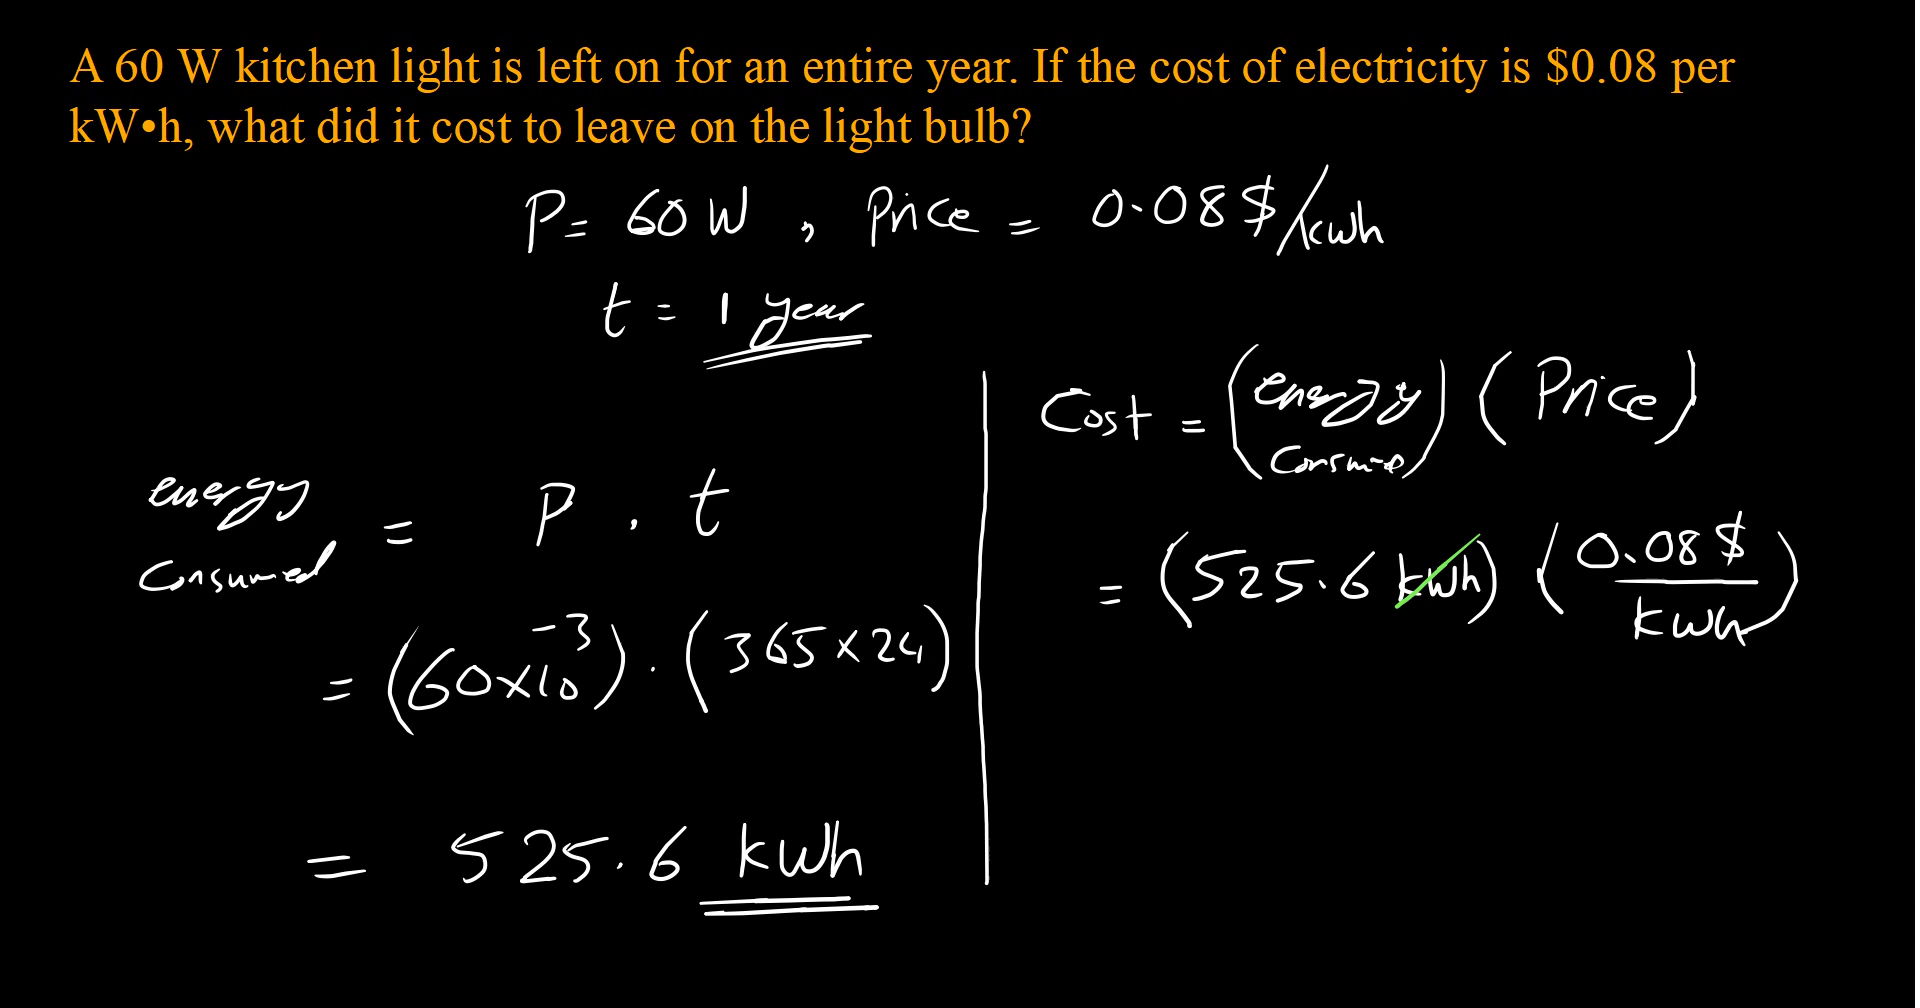 A 60 W kitchen light is left on for an entire year. If the cost of electricity is $0.08 per
kW•h, what did it cost to leave on the light bulb?
P = 60 W , Price = 0.08 $/kwh
t = 1 year
energy consumed = P . t
= (60×10⁻³) . (365×24)
= 525.6 kwh
Cost = (energy consumed) (Price)
= (525.6 kwh) (0.08 $ / kwh)